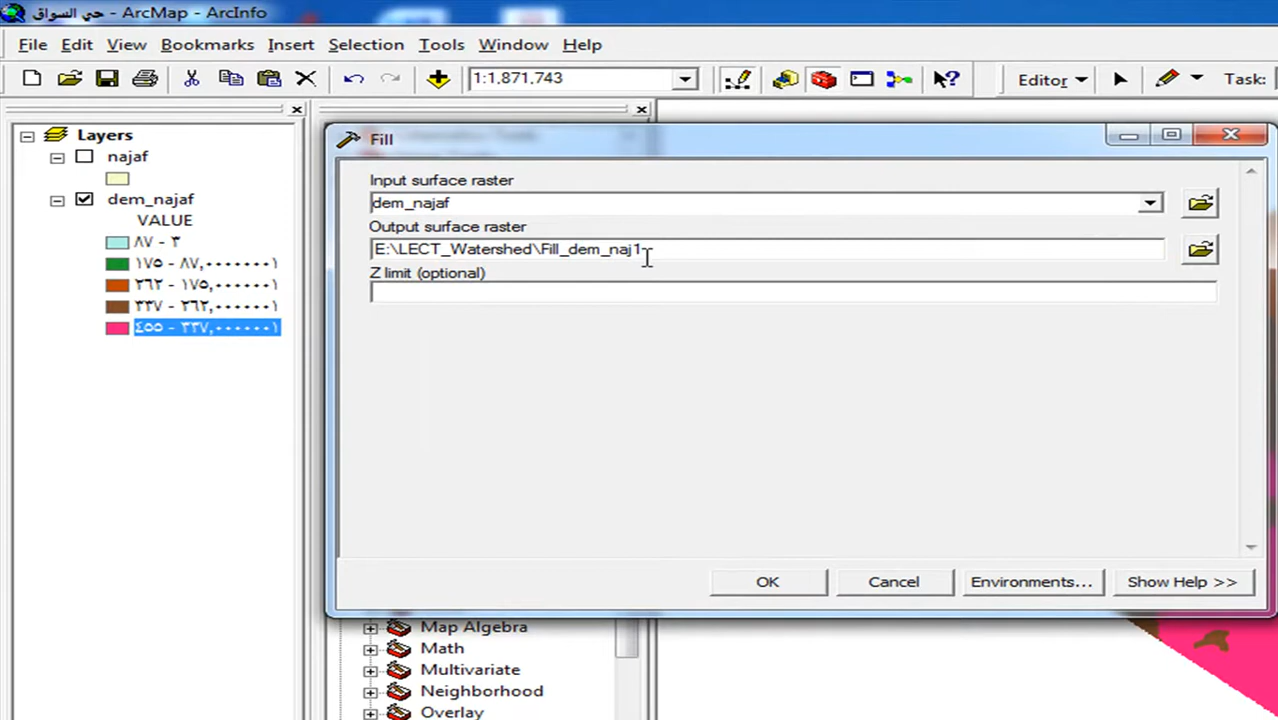 حي السواق - ArcMap - ArcInfo
File Edit View Bookmarks Insert Selection Tools Window Help
1:1,871,743
Editor
Task:
Layers
najaf
dem_najaf
VALUE
٣ - ٨٧
٨٧,٠٠٠٠٠٠١ - ١٧٥
١٧٥,٠٠٠٠٠٠١ - ٢٦٢
٢٦٢,٠٠٠٠٠٠١ - ٣٣٧
٣٣٧,٠٠٠٠٠٠١ - ٤٥٥
Fill
Input surface raster
dem_najaf
Output surface raster
E:\LECT_Watershed\Fill_dem_naj1
Z limit (optional)
OK Cancel Environments... Show Help >>
Map Algebra
Math
Multivariate
Neighborhood
Overlay